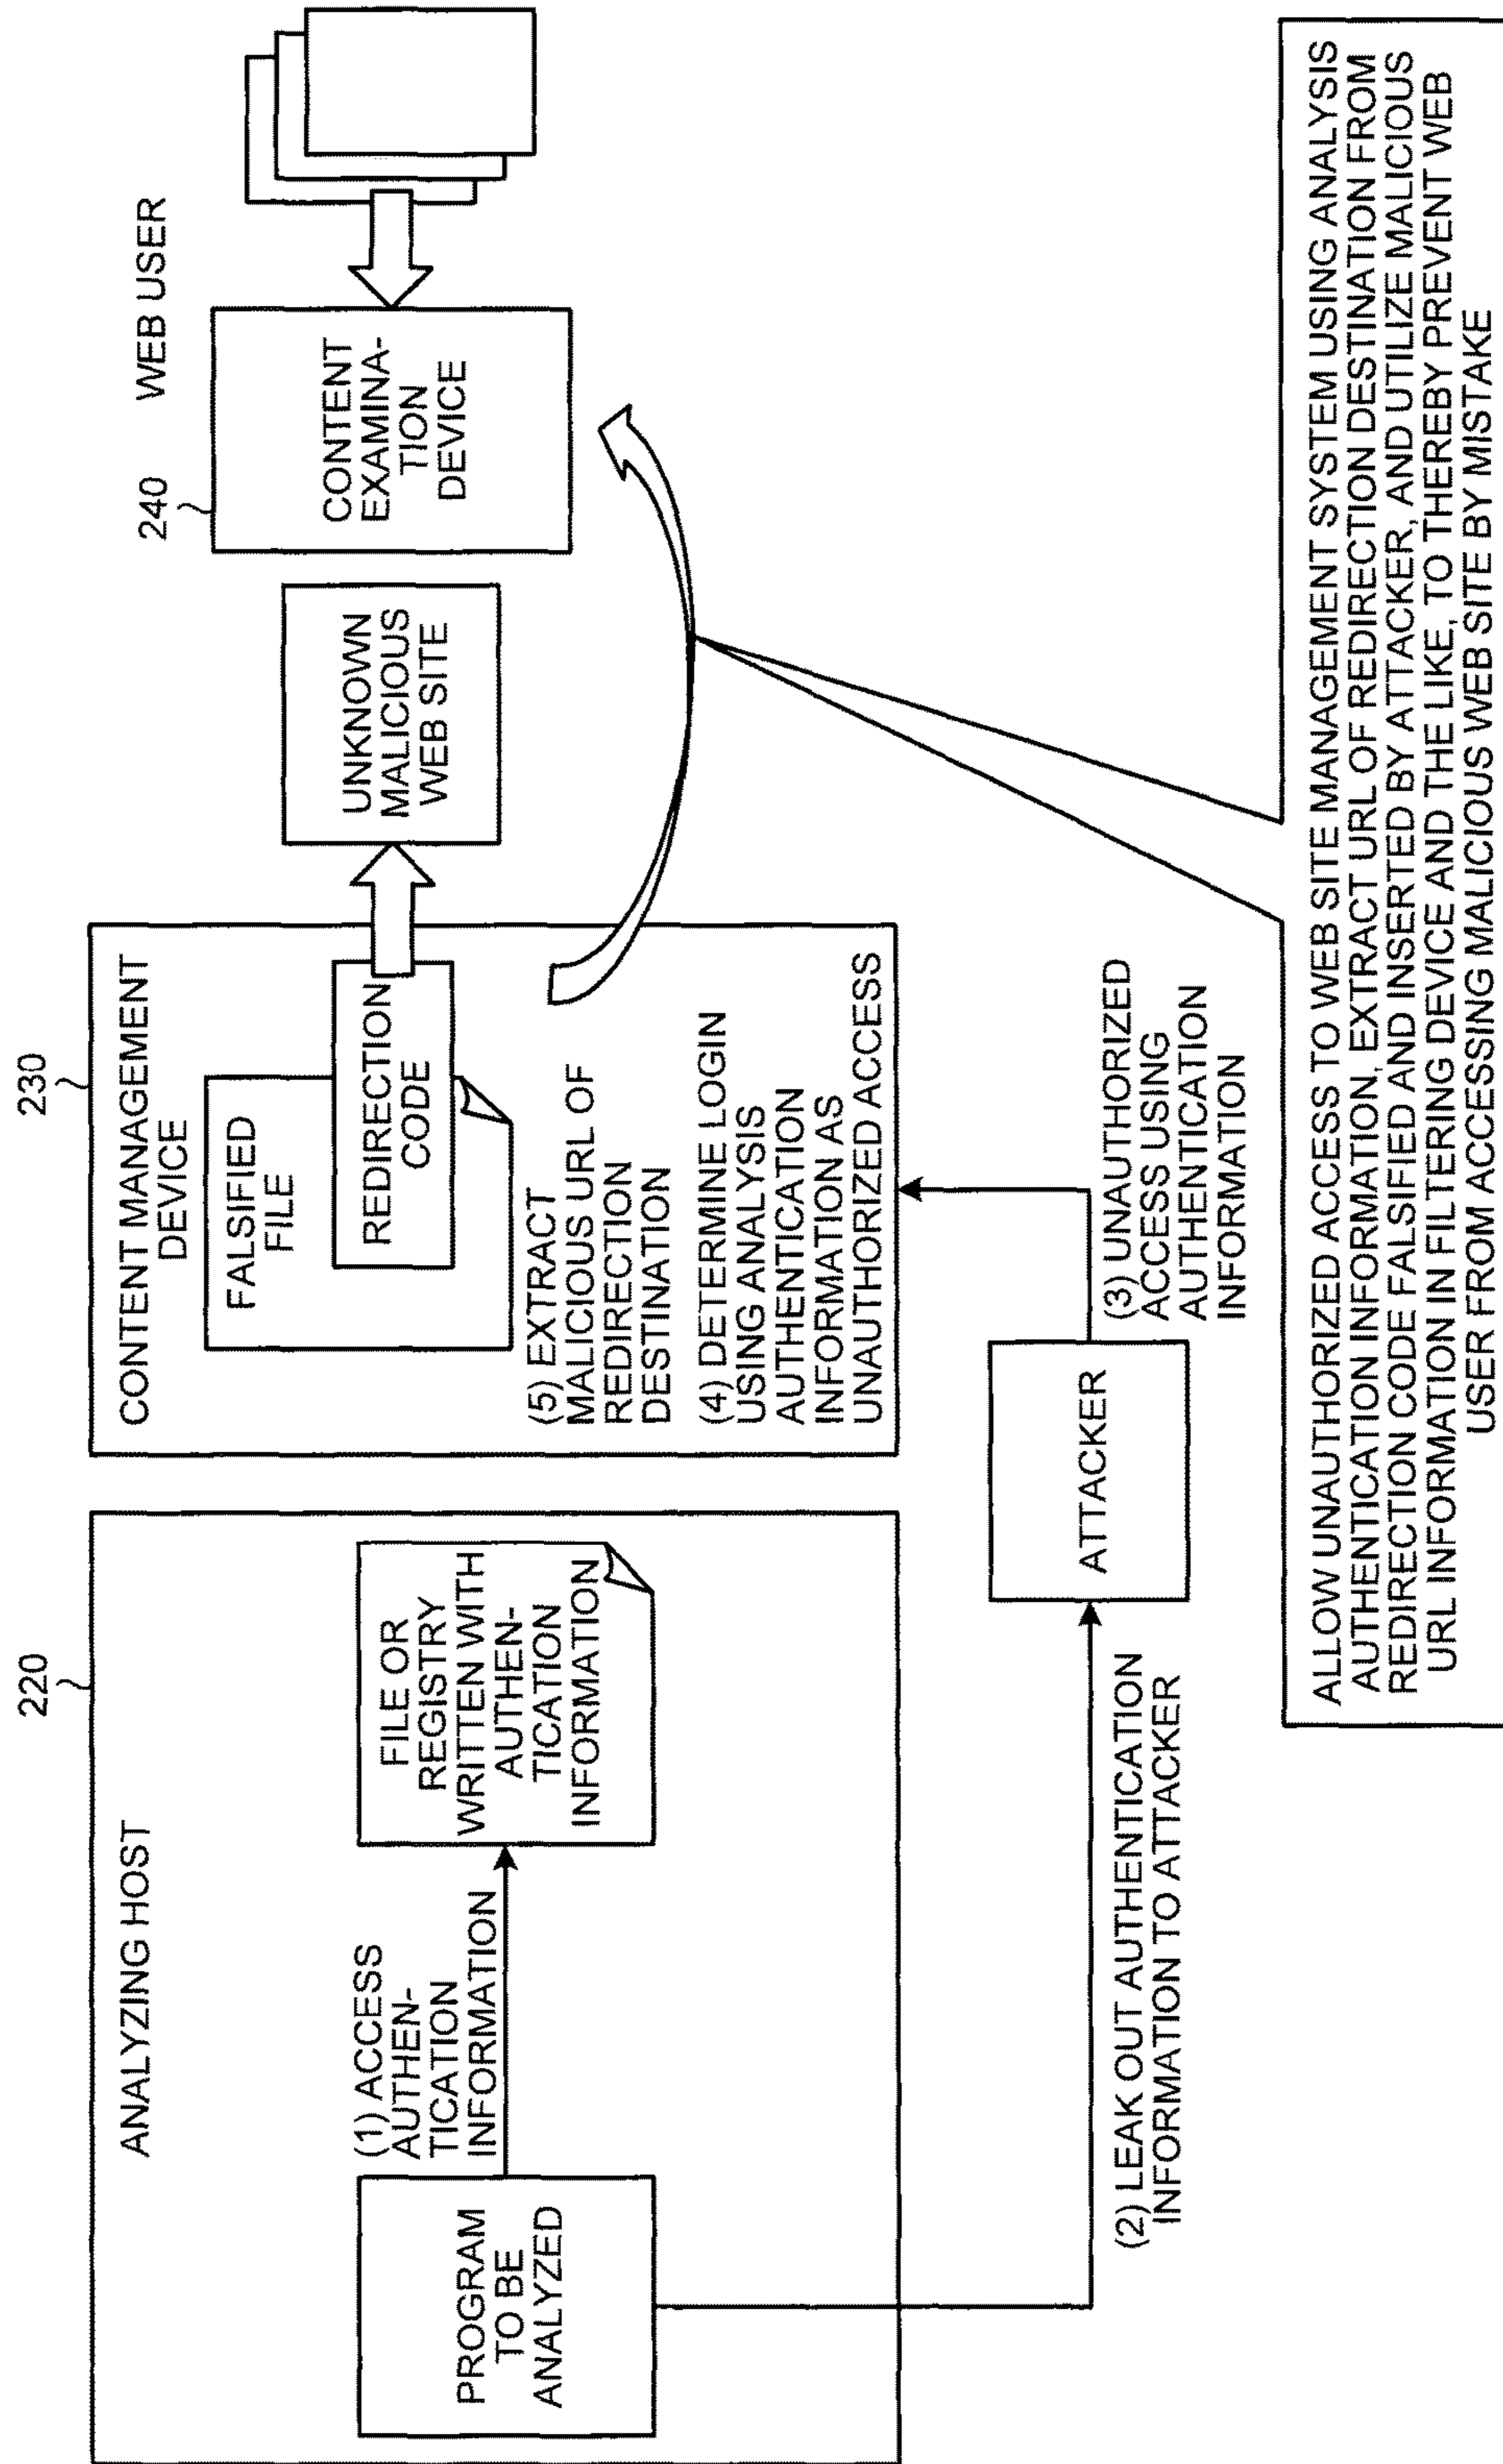 220
ANALYZING HOST
PROGRAM
TO BE
ANALYZED
(1) ACCESS
AUTHEN-
TICATION
INFORMATION
FILE OR
REGISTRY
WRITTEN WITH
AUTHEN-
TICATION
INFORMATION
(2) LEAK OUT AUTHENTICATION
INFORMATION TO ATTACKER
ATTACKER
(3) UNAUTHORIZED
ACCESS USING
AUTHENTICATION
INFORMATION
230
CONTENT MANAGEMENT
DEVICE
FALSIFIED
FILE
REDIRECTION
CODE
(5) EXTRACT
MALICIOUS URL OF
REDIRECTION
DESTINATION
(4) DETERMINE LOGIN
USING ANALYSIS
AUTHENTICATION
INFORMATION AS
UNAUTHORIZED ACCESS
UNKNOWN
MALICIOUS
WEB SITE
240
CONTENT
EXAMINA-
TION
DEVICE
WEB USER
ALLOW UNAUTHORIZED ACCESS TO WEB SITE MANAGEMENT SYSTEM USING ANALYSIS
AUTHENTICATION INFORMATION, EXTRACT URL OF REDIRECTION DESTINATION FROM
REDIRECTION CODE FALSIFIED AND INSERTED BY ATTACKER, AND UTILIZE MALICIOUS
URL INFORMATION IN FILTERING DEVICE AND THE LIKE, TO THEREBY PREVENT WEB
USER FROM ACCESSING MALICIOUS WEB SITE BY MISTAKE